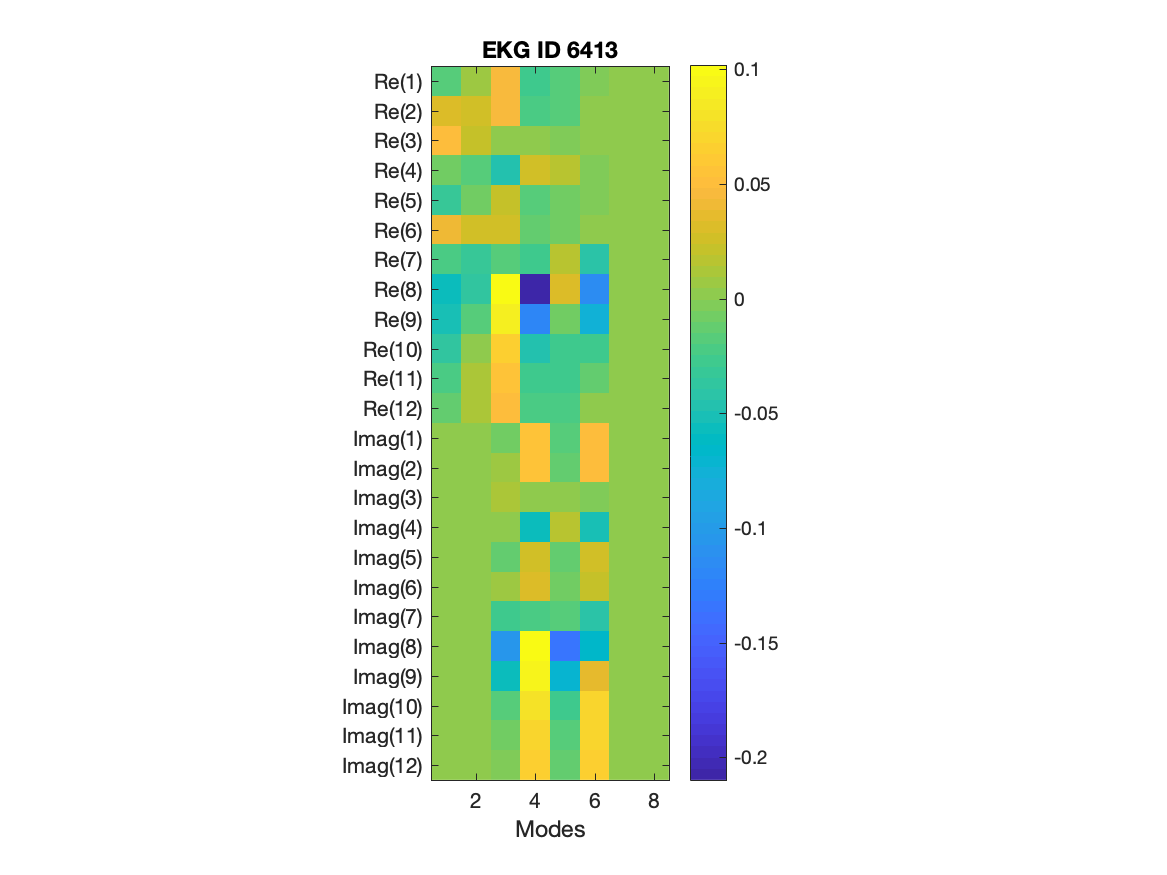 EKG ID 6413
Re(1)
Re(2)
Re(3)
Re(4)
Re(5)
Re(6)
Re(7)
Re(8)
Re(9)
Re(10)
Re(11)
Re(12)
Imag(1)
Imag(2)
Imag(3)
Imag(4)
Imag(5)
Imag(6)
Imag(7)
Imag(8)
Imag(9)
Imag(10)
Imag(11)
Imag(12)
2 4 6 8
Modes
0.1
0.05
0
-0.05
-0.1
-0.15
-0.2